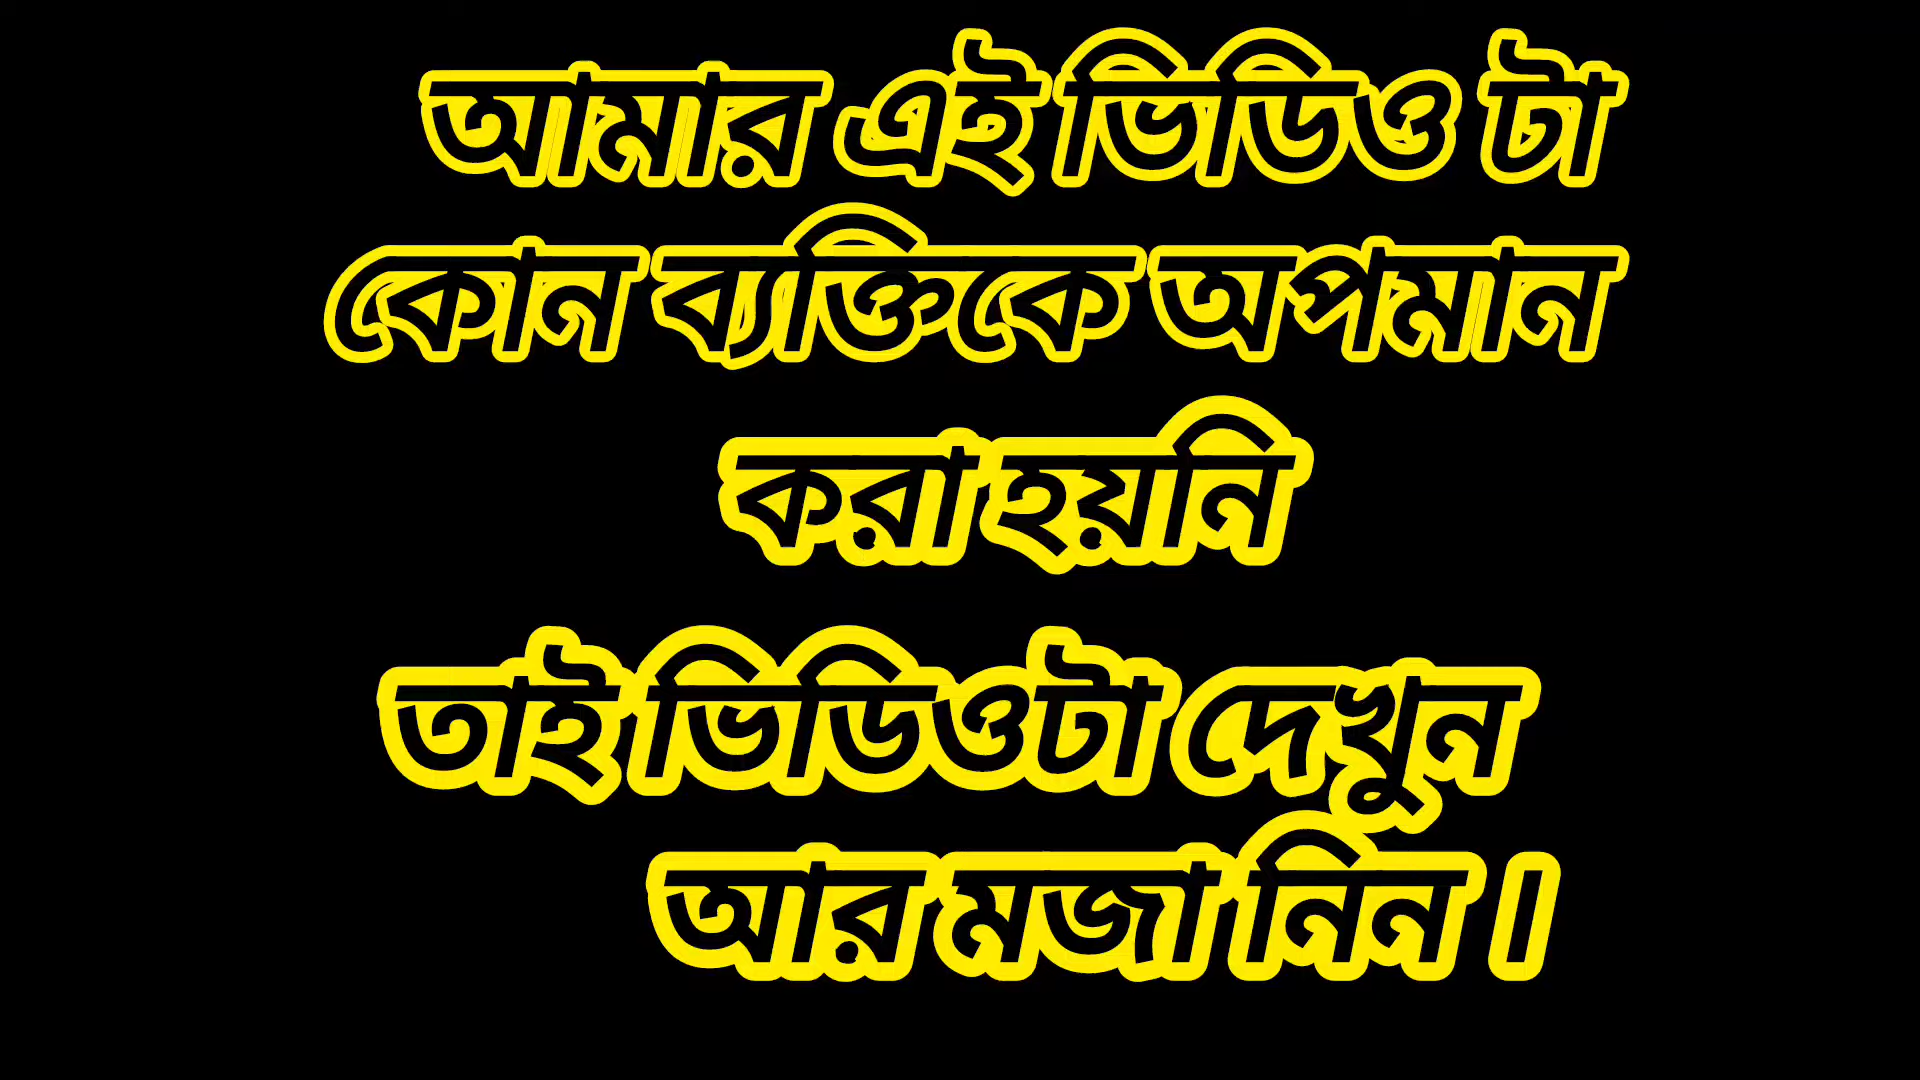 আমার এই ভিডিও টা
কোন ব্যক্তিকে অপমান
করা হয়নি
তাই ভিডিওটা দেখুন
আর মজা নিন ।